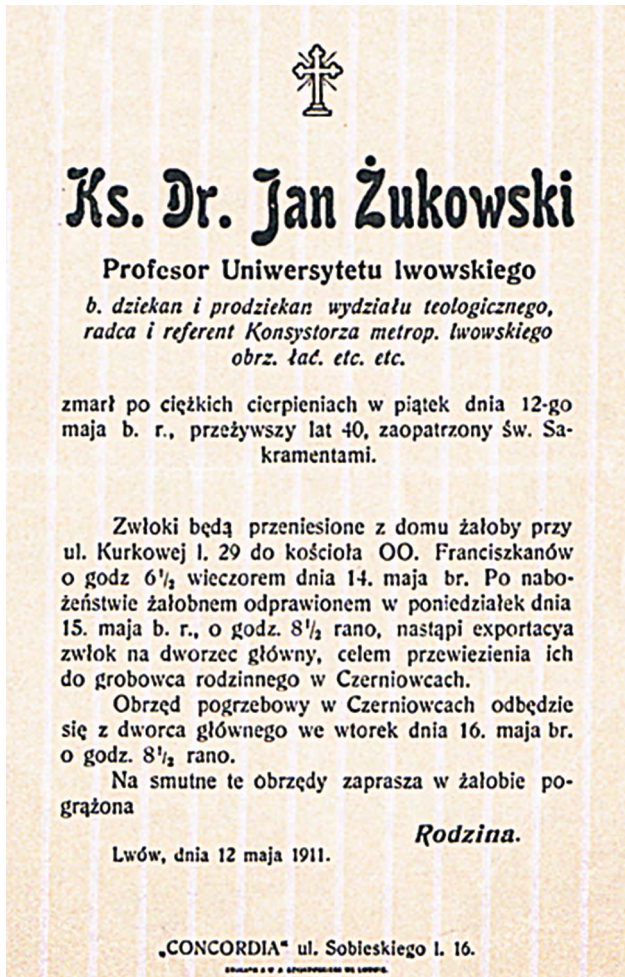 Ks. Dr. Jan Żukowski
Profesor Uniwersytetu lwowskiego
b. dziekan i prodziekan wydziału teologicznego,
radca i referent Konsystorza metrop. lwowskiego
obrz. łać. etc. etc.
zmarł po ciężkich cierpieniach w piątek dnia 12-go
maja b. r., przeżywszy lat 40, zaopatrzony św. Sa-
kramentami.
Zwłoki będą przeniesione z domu żałoby przy
ul. Kurkowej l. 29 do kościoła OO. Franciszkanów
o godz 6 1/2 wieczorem dnia 14. maja br. Po nabo-
żeństwie żałobnem odprawionem w poniedziałek dnia
15. maja b. r., o godz. 8 1/2 rano, nastąpi exportacya
zwłok na dworzec główny, celem przewiezienia ich
do grobowca rodzinnego w Czerniowcach.
Obrzęd pogrzebowy w Czerniowcach odbędzie
się z dworca głównego we wtorek dnia 16. maja br.
o godz. 8 1/2 rano.
Na smutne te obrzędy zaprasza w żałobie po-
grążona
Rodzina.
Lwów, dnia 12 maja 1911.
„CONCORDIA“ ul. Sobieskiego l. 16.